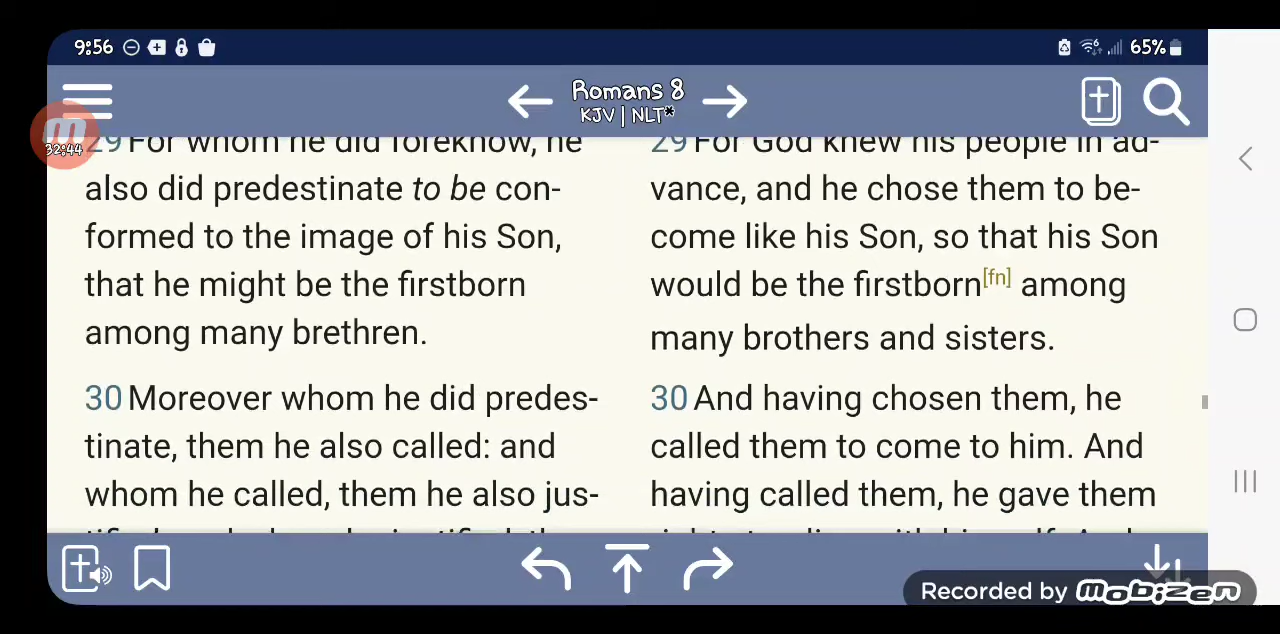 9:56
65%
Romans 8
KJV | NLT*
32:44
29 For whom he did foreknow, he
also did predestinate to be con-
formed to the image of his Son,
that he might be the firstborn
among many brethren.
30 Moreover whom he did predes-
tinate, them he also called: and
whom he called, them he also jus-
29 For God knew his people in ad-
vance, and he chose them to be-
come like his Son, so that his Son
would be the firstborn[fn] among
many brothers and sisters.
30 And having chosen them, he
called them to come to him. And
having called them, he gave them
Recorded by mobizen